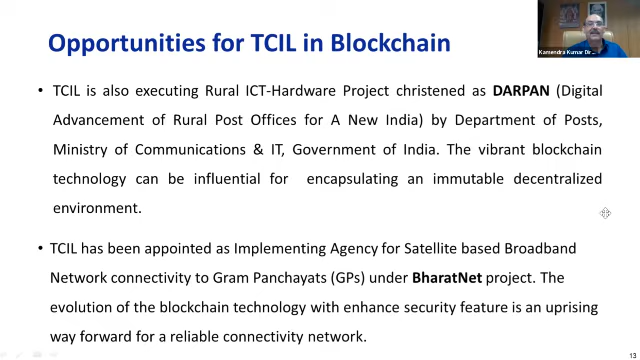 Opportunities for TCIL in Blockchain
Kamendra Kumar Dir...
• TCIL is also executing Rural ICT-Hardware Project christened as DARPAN (Digital
Advancement of Rural Post Offices for A New India) by Department of Posts,
Ministry of Communications & IT, Government of India. The vibrant blockchain
technology can be influential for encapsulating an immutable decentralized
environment.
• TCIL has been appointed as Implementing Agency for Satellite based Broadband
Network connectivity to Gram Panchayats (GPs) under BharatNet project. The
evolution of the blockchain technology with enhance security feature is an uprising
way forward for a reliable connectivity network.
13